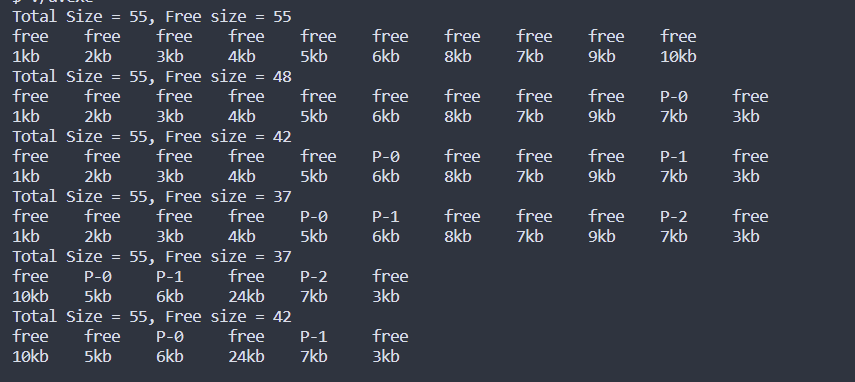 Total Size = 55, Free size = 55
free free free free free free free free free free
1kb 2kb 3kb 4kb 5kb 6kb 8kb 7kb 9kb 10kb
Total Size = 55, Free size = 48
free free free free free free free free free P-0 free
1kb 2kb 3kb 4kb 5kb 6kb 8kb 7kb 9kb 7kb 3kb
Total Size = 55, Free size = 42
free free free free free P-0 free free free P-1 free
1kb 2kb 3kb 4kb 5kb 6kb 8kb 7kb 9kb 7kb 3kb
Total Size = 55, Free size = 37
free free free free P-0 P-1 free free free P-2 free
1kb 2kb 3kb 4kb 5kb 6kb 8kb 7kb 9kb 7kb 3kb
Total Size = 55, Free size = 37
free P-0 P-1 free P-2 free
10kb 5kb 6kb 24kb 7kb 3kb
Total Size = 55, Free size = 42
free free P-0 free P-1 free
10kb 5kb 6kb 24kb 7kb 3kb